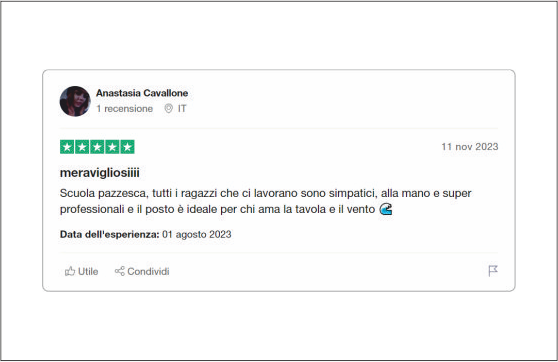 Anastasia Cavallone
1 recensione IT
11 nov 2023
meravigliosiiii
Scuola pazzesca, tutti i ragazzi che ci lavorano sono simpatici, alla mano e super
professionali e il posto è ideale per chi ama la tavola e il vento 🌊
Data dell'esperienza: 01 agosto 2023
Utile Condividi